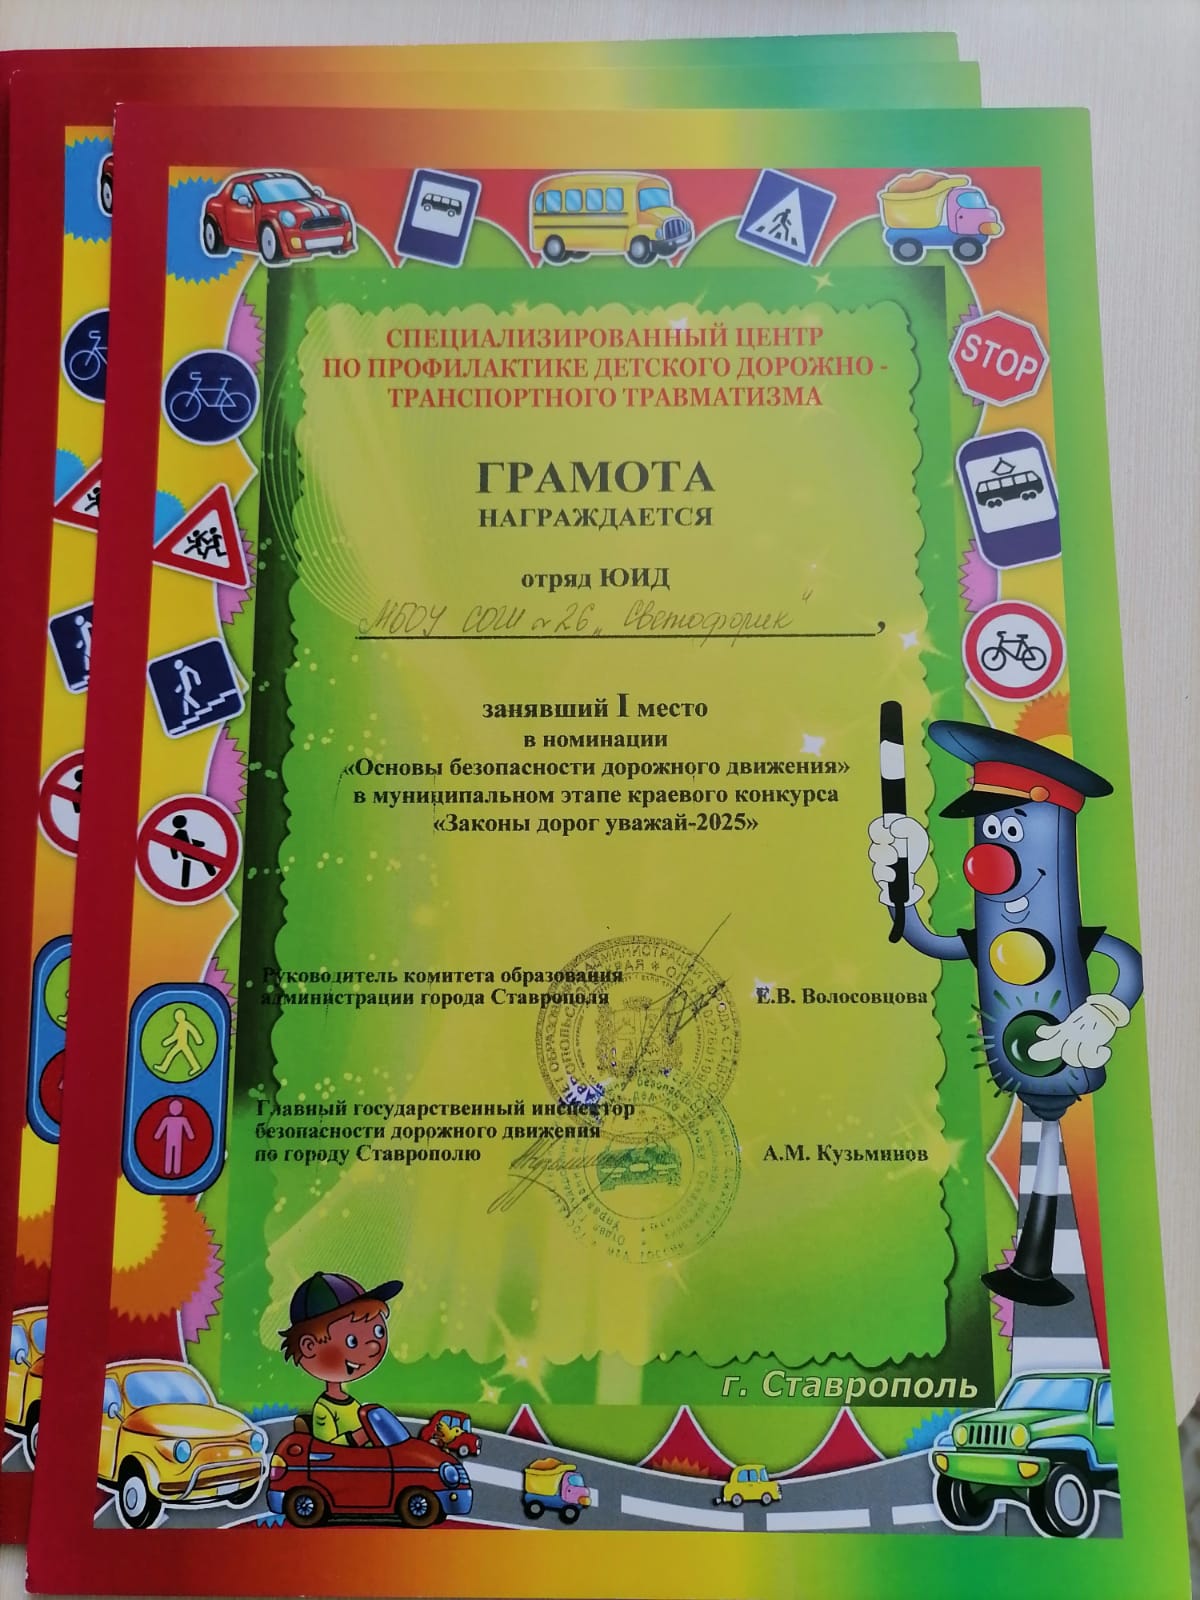 СПЕЦИАЛИЗИРОВАННЫЙ ЦЕНТР
ПО ПРОФИЛАКТИКЕ ДЕТСКОГО ДОРОЖНО -
ТРАНСПОРТНОГО ТРАВМАТИЗМА
STOP
ГРАМОТА
НАГРАЖДАЕТСЯ
отряд ЮИД
МБОУ СОШ № 26 „Светофорик",
занявший I место
в номинации
«Основы безопасности дорожного движения»
в муниципальном этапе краевого конкурса
«Законы дорог уважай-2025»
Руководитель комитета образования
администрации города Ставрополя
Е.В. Волосовцова
Главный государственный инспектор
безопасности дорожного движения
по городу Ставрополю
А.М. Кузьминов
г. Ставрополь